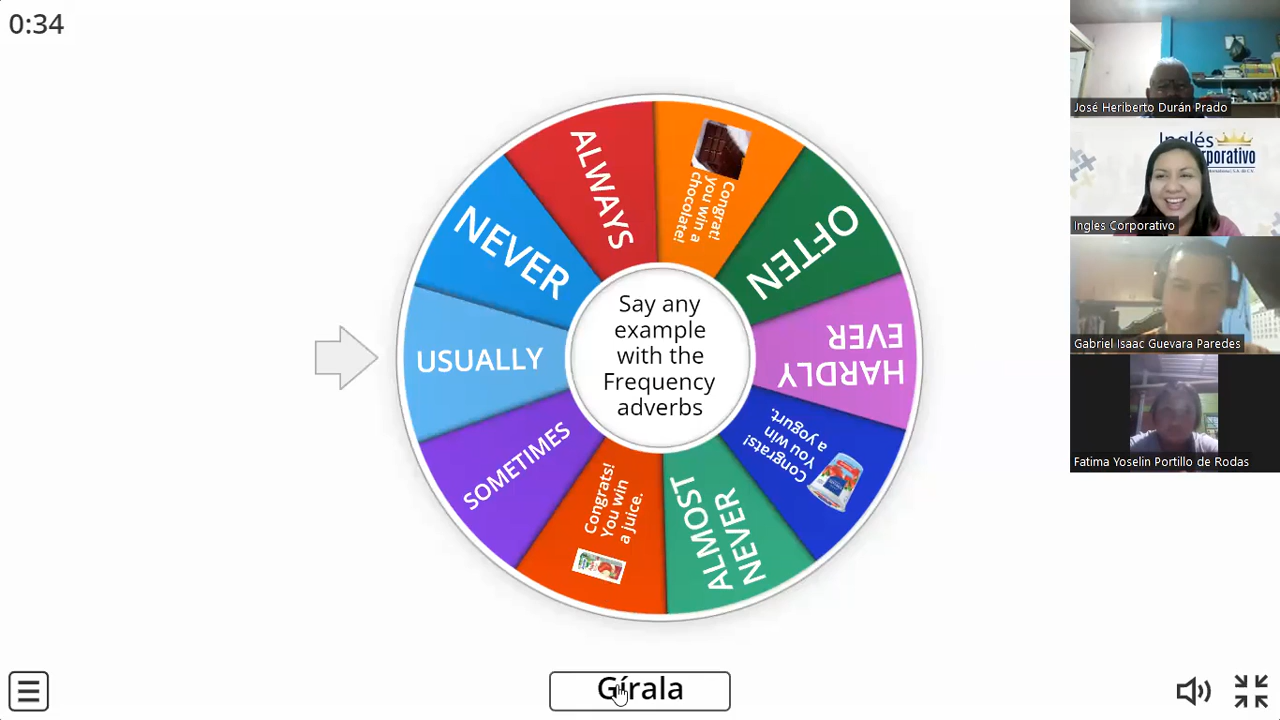 0:34
ALWAYS
Congrat!
you win a
chocolate!
OFTEN
HARDLY
EVER
Congrats!
You win
a yogurt.
ALMOST
NEVER
Congrats!
You win
a juice.
SOMETIMES
USUALLY
NEVER
Say any
example
with the
Frequency
adverbs
Gírala
José Heriberto Durán Prado
Inglés
Ingles Corporativo
Gabriel Isaac Guevara Paredes
Fatima Yoselin Portillo de Rodas